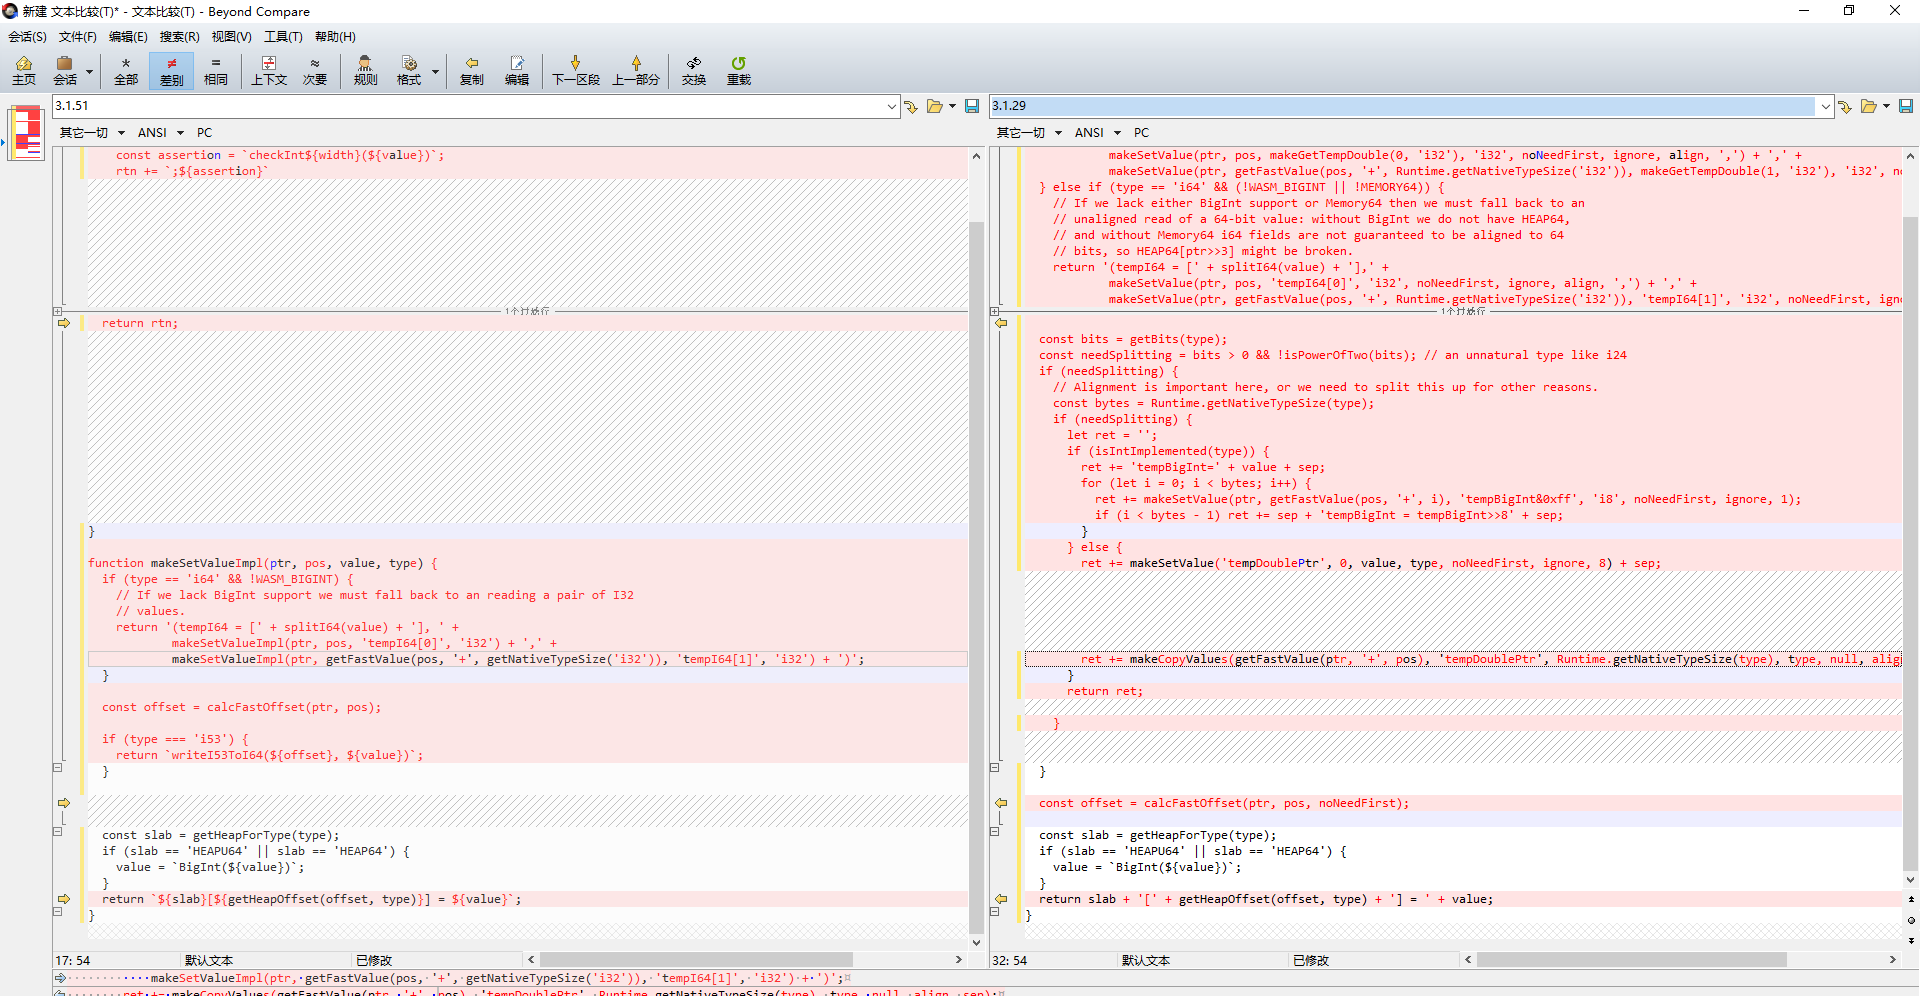 新建 文本比较(T)* - 文本比较(T) - Beyond Compare
会话(S) 文件(F) 编辑(E) 搜索(R) 视图(V) 工具(T) 帮助(H)
主页 会话 全部 差别 相同 上下文 次要 规则 格式 复制 编辑 下一区段 上一部分 交换 重载
3.1.51
其它一切 ANSI PC
const assertion = `checkInt${width}(${value})`;
rtn += `;${assertion}`
1个过滤行
return rtn;
}
function makeSetValueImpl(ptr, pos, value, type) {
if (type == 'i64' && !WASM_BIGINT) {
// If we lack BigInt support we must fall back to an reading a pair of I32
// values.
return '(tempI64 = [' + splitI64(value) + '], ' +
makeSetValueImpl(ptr, pos, 'tempI64[0]', 'i32') + ',' +
makeSetValueImpl(ptr, getFastValue(pos, '+', getNativeTypeSize('i32')), 'tempI64[1]', 'i32') + ')';
}
const offset = calcFastOffset(ptr, pos);
if (type === 'i53') {
return `writeI53ToI64(${offset}, ${value})`;
}
const slab = getHeapForType(type);
if (slab == 'HEAPU64' || slab == 'HEAP64') {
value = `BigInt(${value})`;
}
return `${slab}[${getHeapOffset(offset, type)}] = ${value}`;
}
17: 54 默认文本 已修改
3.1.29
其它一切 ANSI PC
makeSetValue(ptr, pos, makeGetTempDouble(0, 'i32'), 'i32', noNeedFirst, ignore, align, ',') + ',' +
makeSetValue(ptr, getFastValue(pos, '+', Runtime.getNativeTypeSize('i32')), makeGetTempDouble(1, 'i32'), 'i32', n
} else if (type == 'i64' && (!WASM_BIGINT || !MEMORY64)) {
// If we lack either BigInt support or Memory64 then we must fall back to an
// unaligned read of a 64-bit value: without BigInt we do not have HEAP64,
// and without Memory64 i64 fields are not guaranteed to be aligned to 64
// bits, so HEAP64[ptr>>3] might be broken.
return '(tempI64 = [' + splitI64(value) + '],' +
makeSetValue(ptr, pos, 'tempI64[0]', 'i32', noNeedFirst, ignore, align, ',') + ',' +
makeSetValue(ptr, getFastValue(pos, '+', Runtime.getNativeTypeSize('i32')), 'tempI64[1]', 'i32', noNeedFirst, ign
1个过滤行
const bits = getBits(type);
const needSplitting = bits > 0 && !isPowerOfTwo(bits); // an unnatural type like i24
if (needSplitting) {
// Alignment is important here, or we need to split this up for other reasons.
const bytes = Runtime.getNativeTypeSize(type);
if (needSplitting) {
let ret = '';
if (isIntImplemented(type)) {
ret += 'tempBigInt=' + value + sep;
for (let i = 0; i < bytes; i++) {
ret += makeSetValue(ptr, getFastValue(pos, '+', i), 'tempBigInt&0xff', 'i8', noNeedFirst, ignore, 1);
if (i < bytes - 1) ret += sep + 'tempBigInt = tempBigInt>>8' + sep;
}
} else {
ret += makeSetValue('tempDoublePtr', 0, value, type, noNeedFirst, ignore, 8) + sep;
ret += makeCopyValues(getFastValue(ptr, '+', pos), 'tempDoublePtr', Runtime.getNativeTypeSize(type), type, null, alig
}
return ret;
}
}
const offset = calcFastOffset(ptr, pos, noNeedFirst);
const slab = getHeapForType(type);
if (slab == 'HEAPU64' || slab == 'HEAP64') {
value = `BigInt(${value})`;
}
return slab + '[' + getHeapOffset(offset, type) + '] = ' + value;
}
32: 54 默认文本 已修改
makeSetValueImpl(ptr, getFastValue(pos, '+', getNativeTypeSize('i32')), 'tempI64[1]', 'i32') + ')';
ret += makeCopyValues(getFastValue(ptr, '+', pos), 'tempDoublePtr', Runtime.getNativeTypeSize(type), type, null, align, sep);